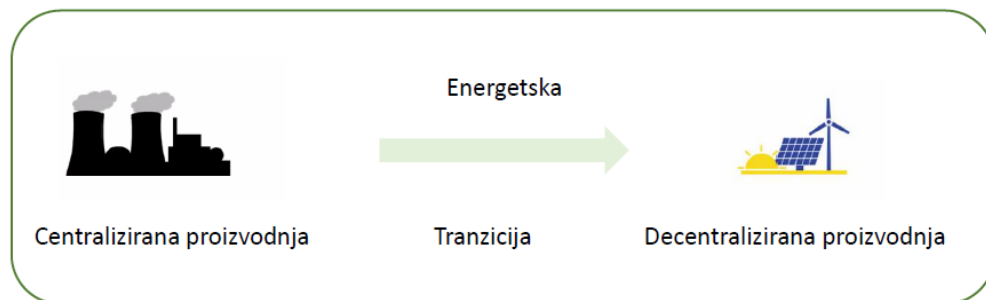 Energetska
Centralizirana proizvodnja
Tranzicija
Decentralizirana proizvodnja